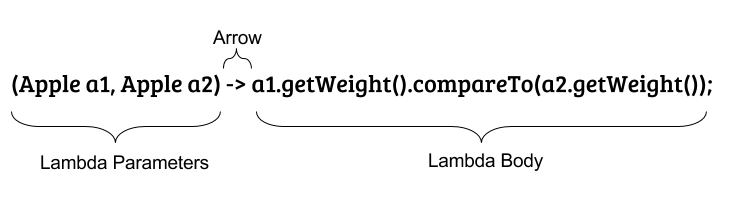 Arrow
(Apple a1, Apple a2) -> a1.getWeight().compareTo(a2.getWeight());
Lambda Parameters
Lambda Body